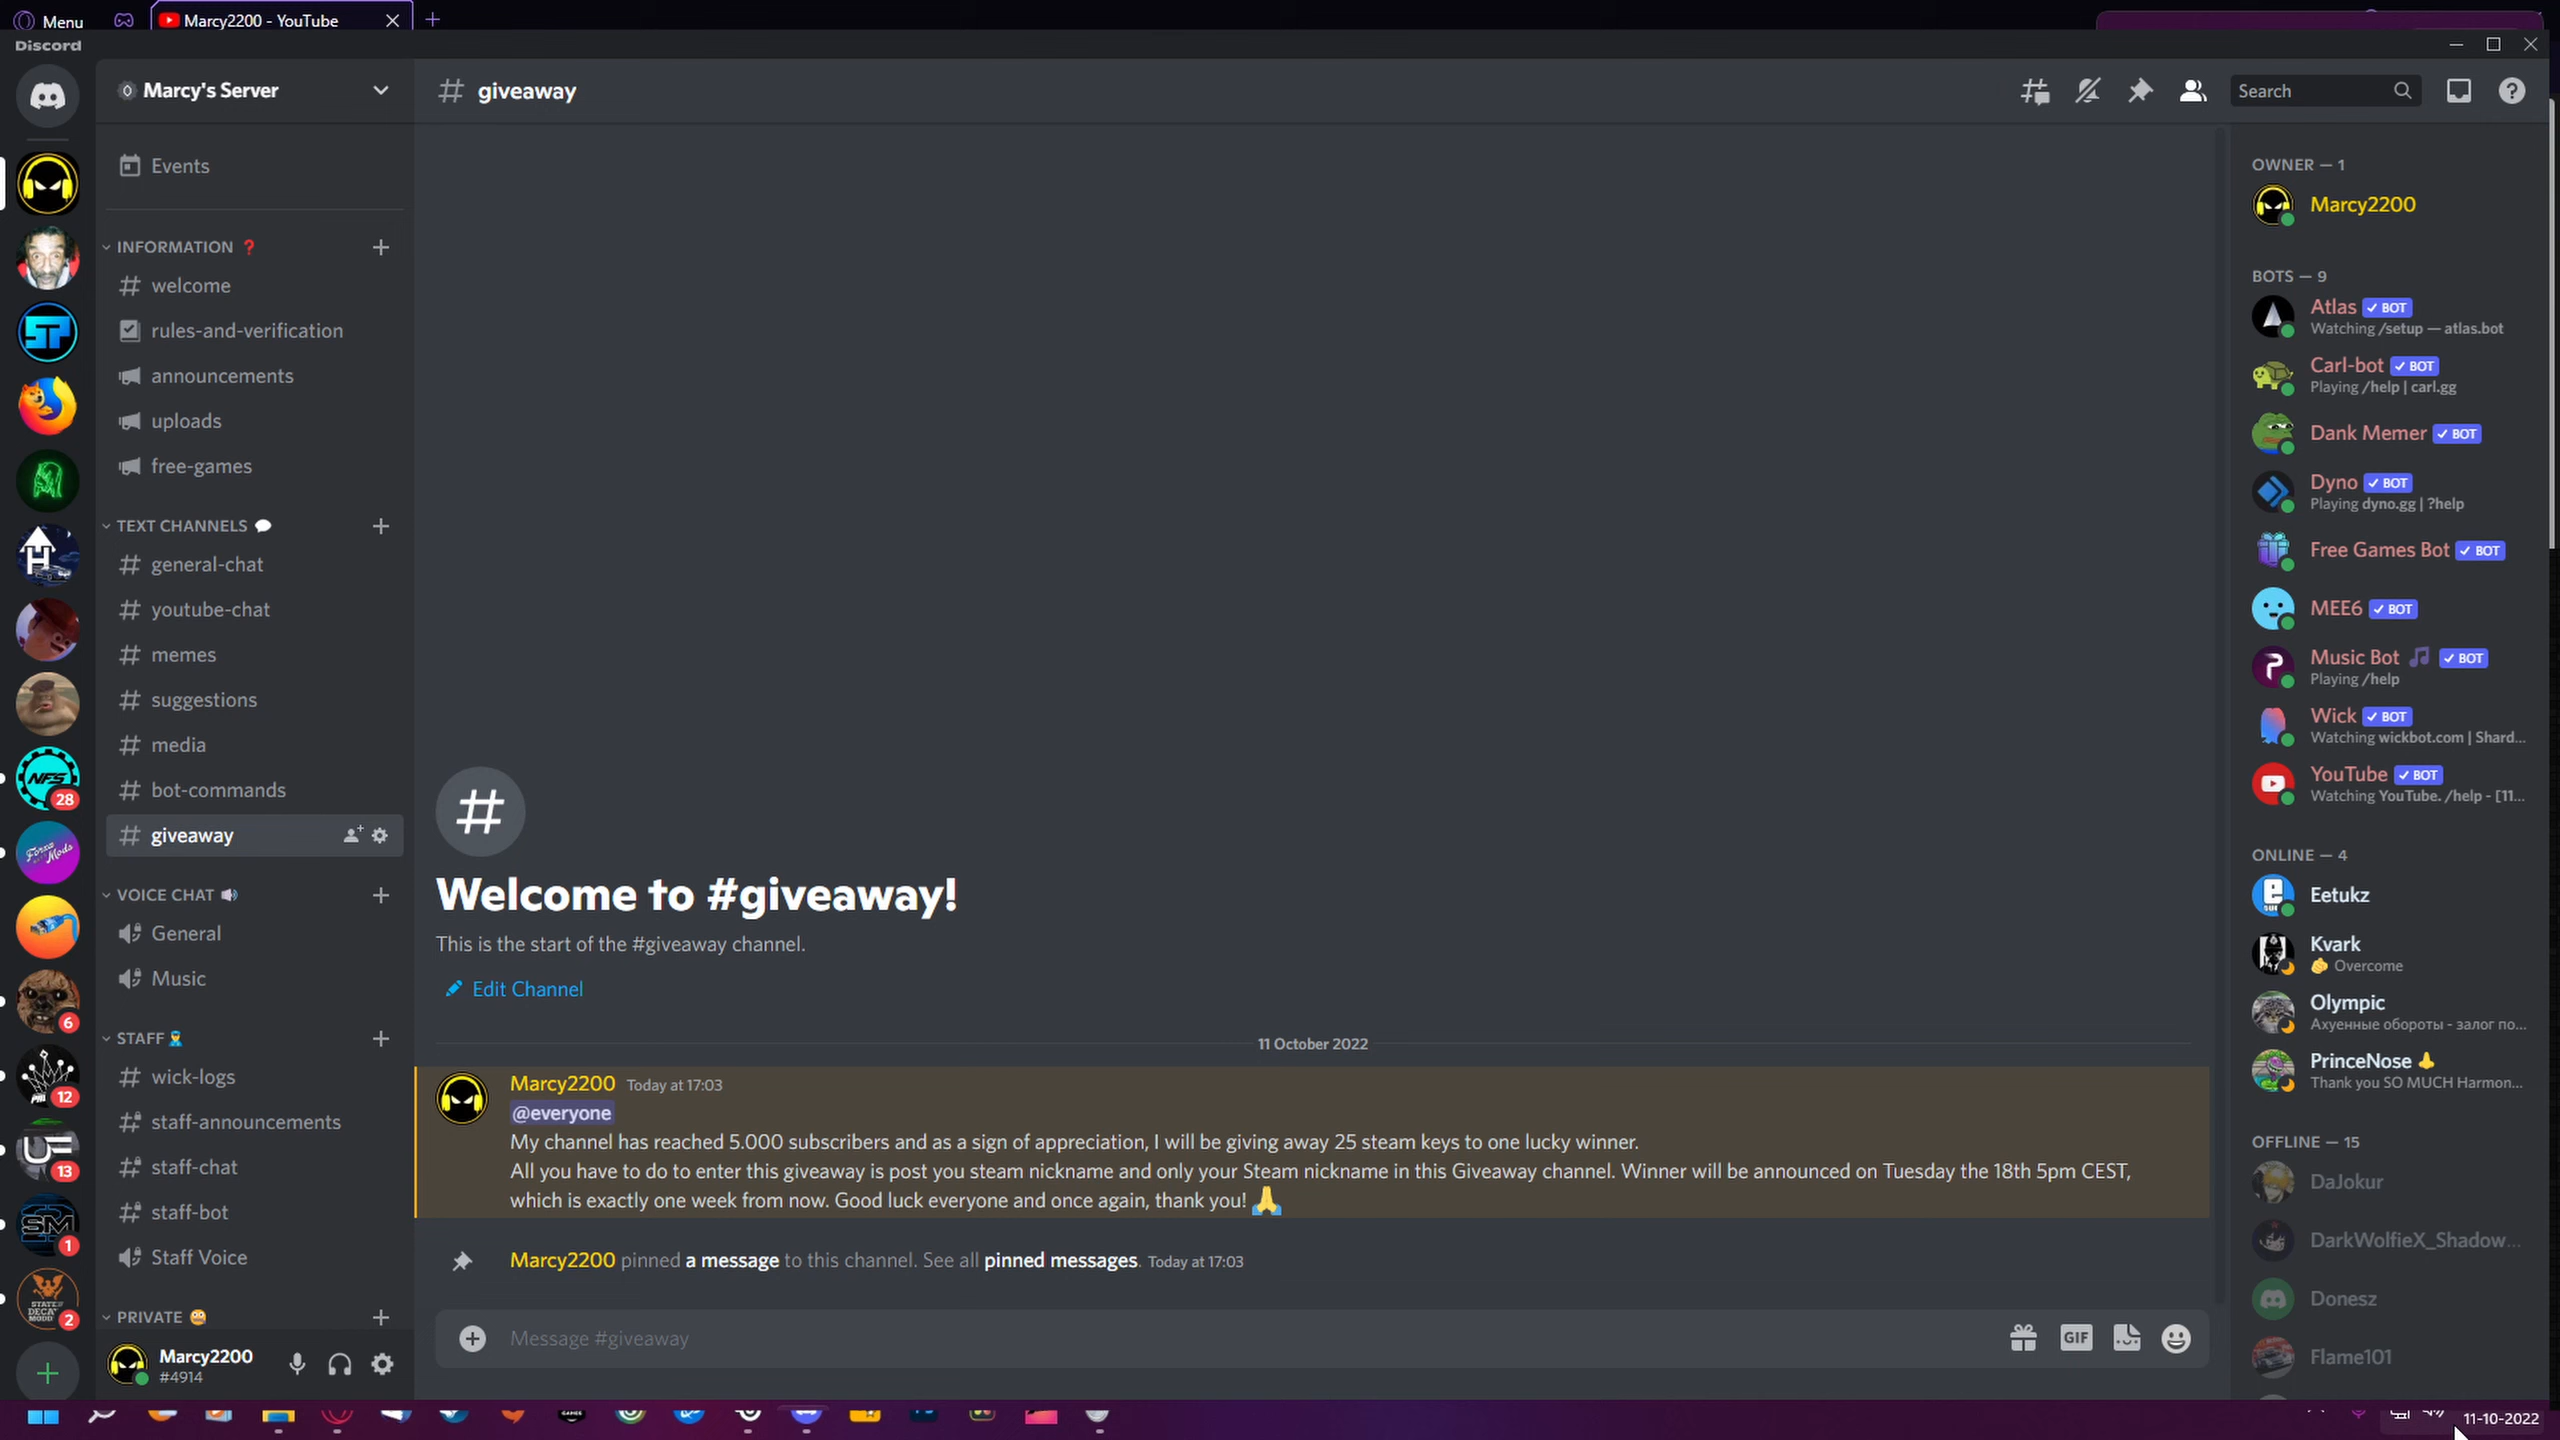 Menu
Marcy2200 - YouTube
Discord
Marcy's Server
Events
INFORMATION ❓
welcome
rules-and-verification
announcements
uploads
free-games
TEXT CHANNELS 💬
general-chat
youtube-chat
memes
suggestions
media
bot-commands
giveaway
VOICE CHAT 🔊
General
Music
STAFF
wick-logs
staff-announcements
staff-chat
staff-bot
Staff Voice
PRIVATE
Marcy2200
#4914
NFS
28
Forza Mods
6
12
UF
13
SM
1
STATE DECAY
2
ST
H
giveaway
Search
Welcome to #giveaway!
This is the start of the #giveaway channel.
Edit Channel
11 October 2022
Marcy2200 Today at 17:03
@everyone
My channel has reached 5.000 subscribers and as a sign of appreciation, I will be giving away 25 steam keys to one lucky winner.
All you have to do to enter this giveaway is post you steam nickname and only your Steam nickname in this Giveaway channel. Winner will be announced on Tuesday the 18th 5pm CEST,
which is exactly one week from now. Good luck everyone and once again, thank you! 🙏
Marcy2200 pinned a message to this channel. See all pinned messages. Today at 17:03
Message #giveaway
GIF
OWNER — 1
Marcy2200
BOTS — 9
Atlas ✓ BOT
Watching /setup — atlas.bot
Carl-bot ✓ BOT
Playing /help | carl.gg
Dank Memer ✓ BOT
Dyno ✓ BOT
Playing dyno.gg | ?help
Free Games Bot ✓ BOT
MEE6 ✓ BOT
Music Bot 🎵 ✓ BOT
Playing /help
Wick ✓ BOT
Watching wickbot.com | Shard...
YouTube ✓ BOT
Watching YouTube. /help - [11...
ONLINE — 4
Eetukz
Kvark
Overcome
Olympic
Ахуенные обороты - залог по...
PrinceNose
Thank you SO MUCH Harmon...
OFFLINE — 15
DaJokur
DarkWolfieX_Shadow...
Donesz
Flame101
11-10-2022